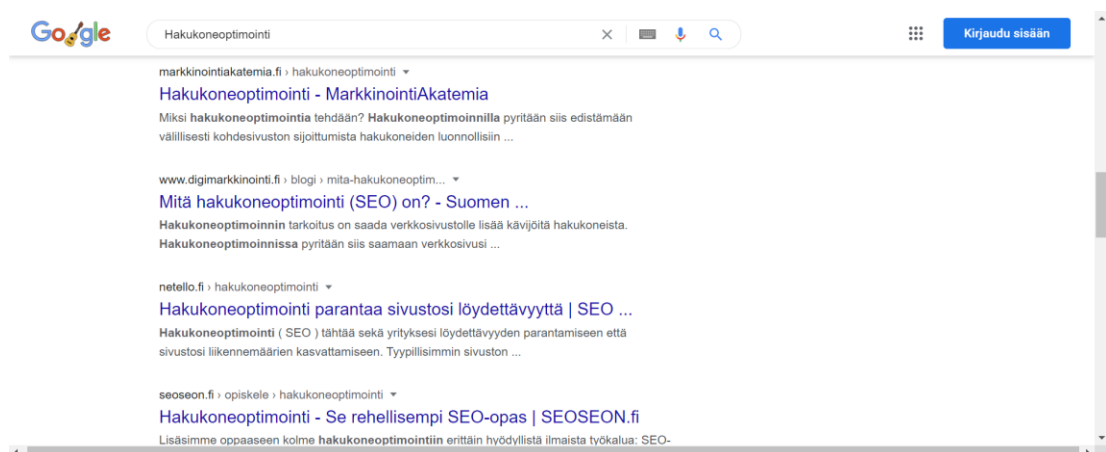 Google
Hakukoneoptimointi
Kirjaudu sisään
markkinointiakatemia.fi › hakukoneoptimointi
Hakukoneoptimointi - MarkkinointiAkatemia
Miksi hakukoneoptimointia tehdään? Hakukoneoptimoinnilla pyritään siis edistämään
välillisesti kohdesivuston sijoittumista hakukoneiden luonnollisiin ...
www.digimarkkinointi.fi › blogi › mita-hakukoneoptim...
Mitä hakukoneoptimointi (SEO) on? - Suomen ...
Hakukoneoptimoinnin tarkoitus on saada verkkosivustolle lisää kävijöitä hakukoneista.
Hakukoneoptimoinnissa pyritään siis saamaan verkkosivusi ...
netello.fi › hakukoneoptimointi
Hakukoneoptimointi parantaa sivustosi löydettävyyttä | SEO ...
Hakukoneoptimointi ( SEO ) tähtää sekä yrityksesi löydettävyyden parantamiseen että
sivustosi liikennemäärien kasvattamiseen. Tyypillisimmin sivuston ...
seoseon.fi › opiskele › hakukoneoptimointi
Hakukoneoptimointi - Se rehellisempi SEO-opas | SEOSEON.fi
Lisäsimme oppaaseen kolme hakukoneoptimointiin erittäin hyödyllistä ilmaista työkalua: SEO-